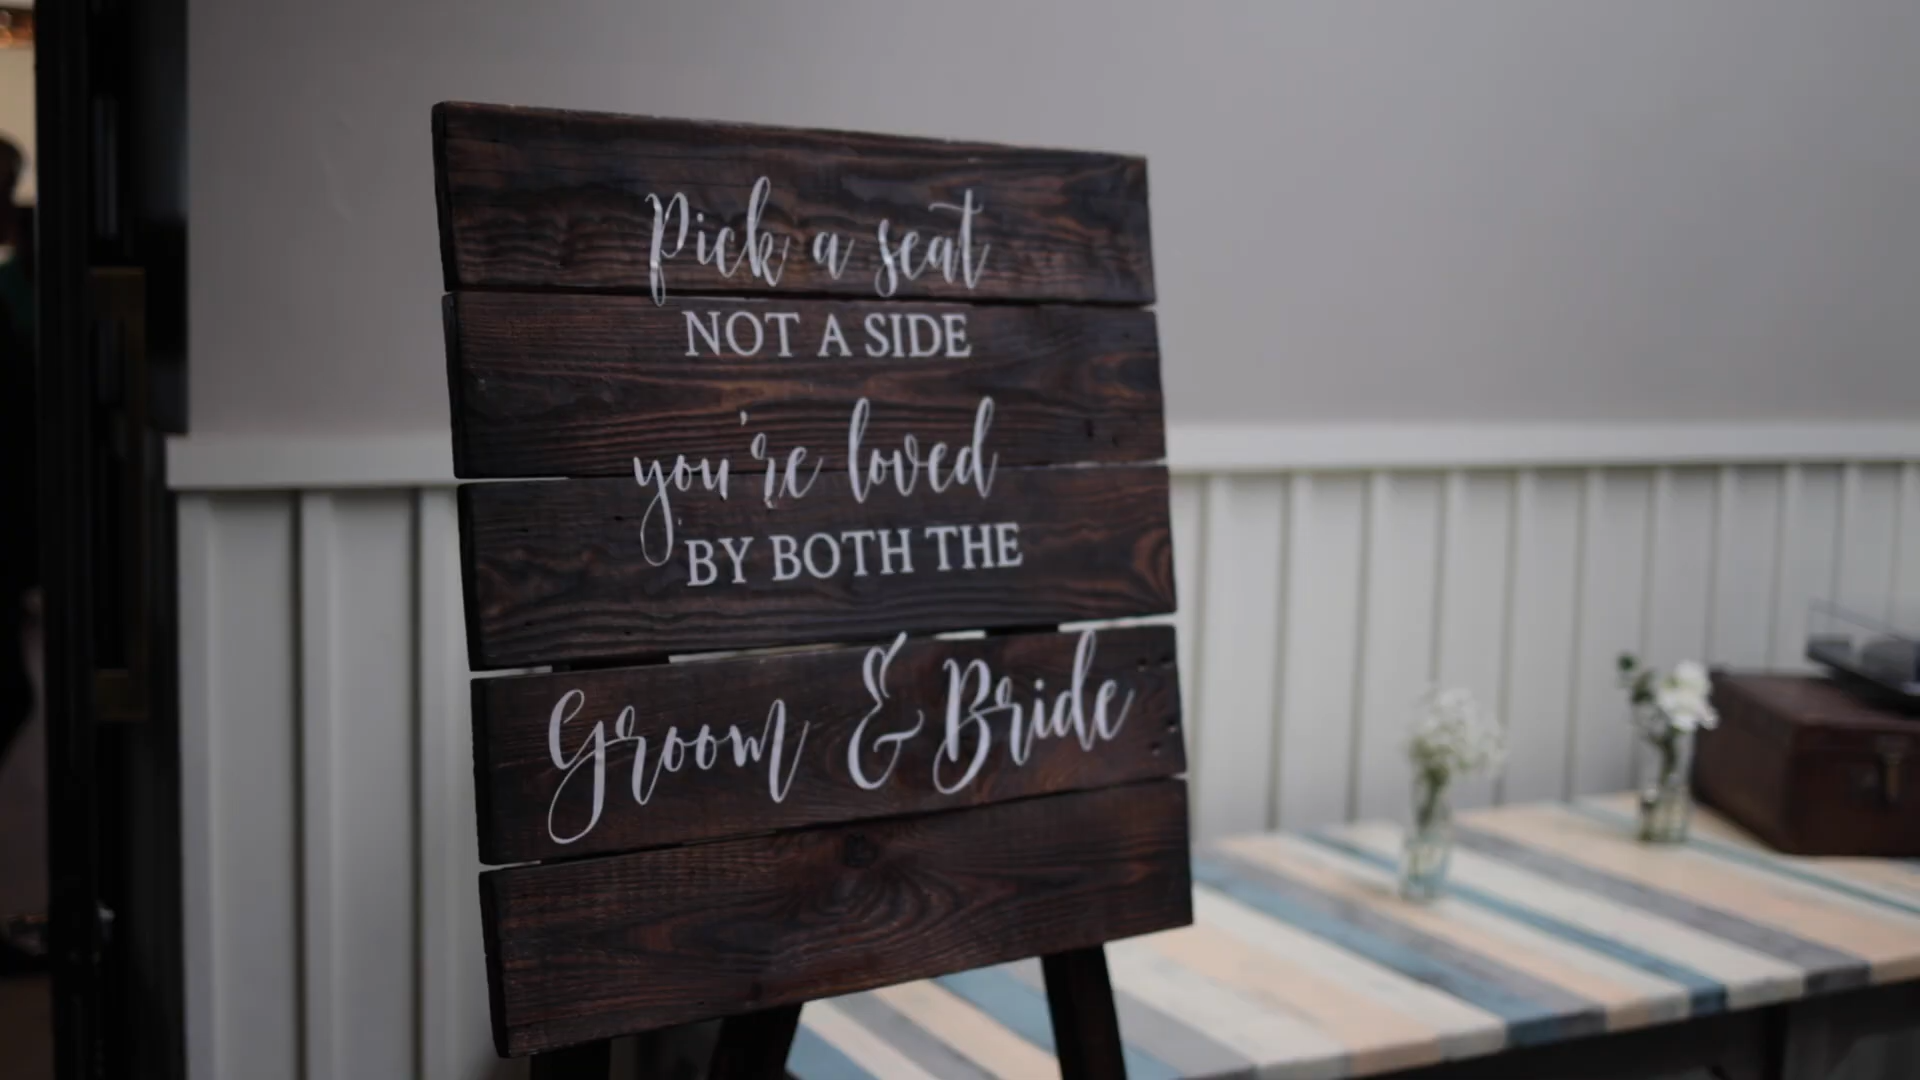 Pick a seat
NOT A SIDE
you're loved
BY BOTH THE
Groom & Bride